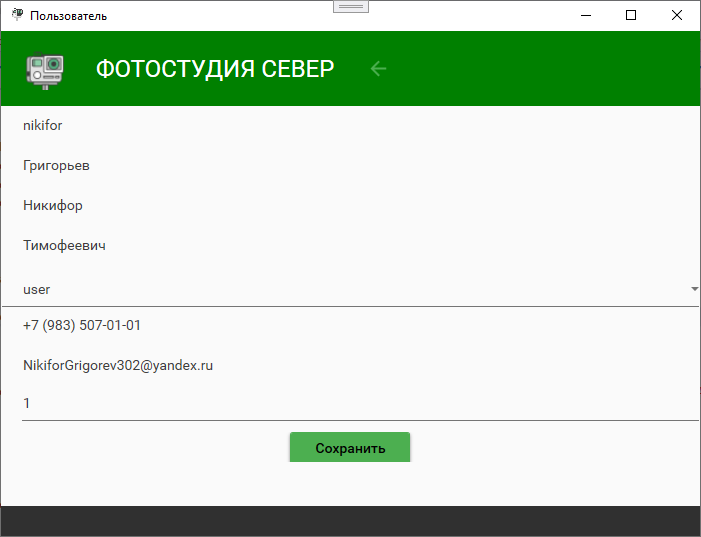 Пользователь
ФОТОСТУДИЯ СЕВЕР
nikifor
Григорьев
Никифор
Тимофеевич
user
+7 (983) 507-01-01
NikiforGrigorev302@yandex.ru
1
Сохранить